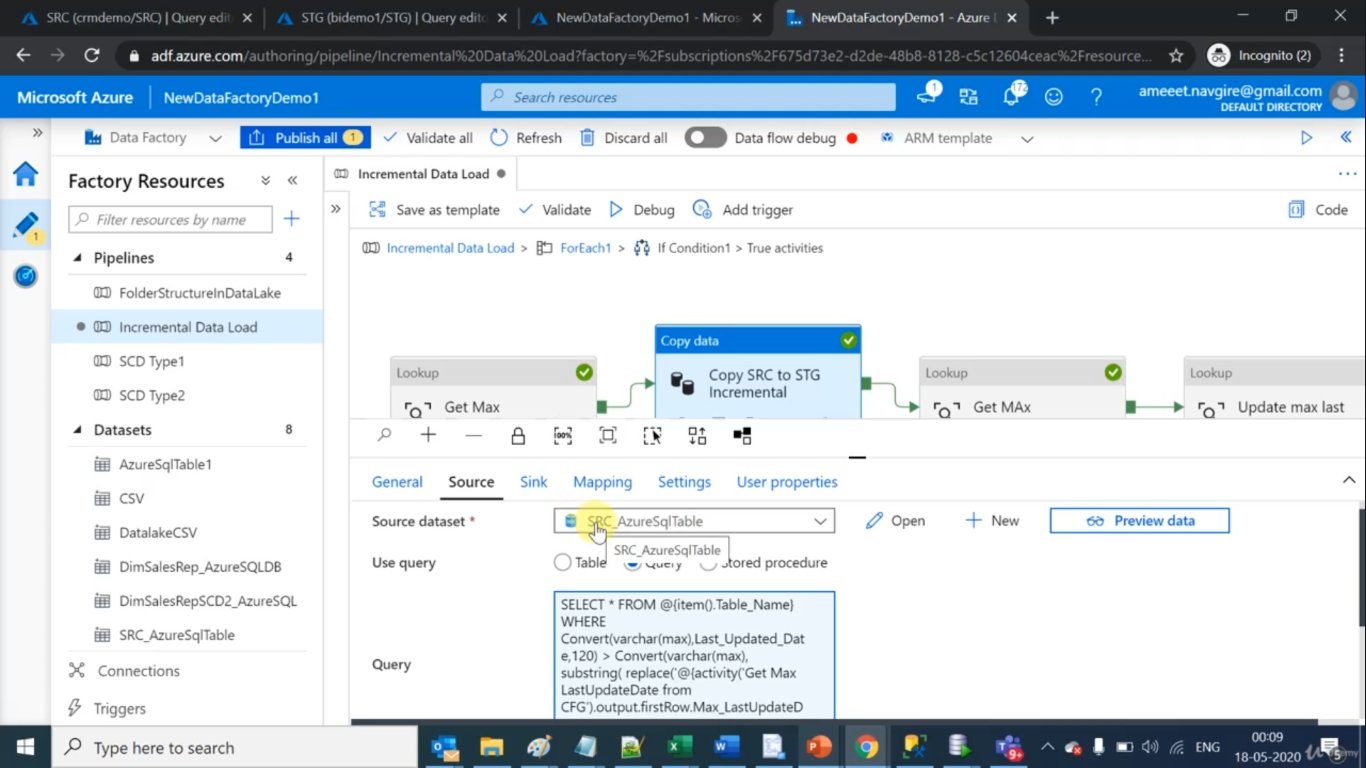 SRC (crmdemo/SRC) | Query edit
STG (bidemo1/STG) | Query edito
NewDataFactoryDemo1 - Micros
NewDataFactoryDemo1 - Azure D
adf.azure.com/authoring/pipeline/Incremental%20Data%20Load?factory=%2Fsubscriptions%2F675d73e2-d2de-48b8-8128-c5c12604ceac%2Fresource...
Incognito (2)
Microsoft Azure
NewDataFactoryDemo1
Search resources
1
172
ameeet.navgire@gmail.com
DEFAULT DIRECTORY
Data Factory
Publish all 1
Validate all
Refresh
Discard all
Data flow debug
ARM template
1
Factory Resources
Filter resources by name
Pipelines 4
FolderStructureInDataLake
Incremental Data Load
SCD Type1
SCD Type2
Datasets 8
AzureSqlTable1
CSV
DatalakeCSV
DimSalesRep_AzureSQLDB
DimSalesRepSCD2_AzureSQL
SRC_AzureSqlTable
Connections
Triggers
Incremental Data Load
Save as template
Validate
Debug
Add trigger
Code
Incremental Data Load > ForEach1 > If Condition1 > True activities
Lookup
Get Max
Copy data
Copy SRC to STG
Incremental
Lookup
Get MAx
Lookup
Update max last
100%
General
Source
Sink
Mapping
Settings
User properties
Source dataset *
SRC_AzureSqlTable
Open
New
Preview data
SRC_AzureSqlTable
Use query
Table
Query
Stored procedure
Query
SELECT * FROM @{item().Table_Name}
WHERE
Convert(varchar(max),Last_Updated_Dat
e,120) > Convert(varchar(max),
substring( replace('@{activity('Get Max
LastUpdateDate from
CFG').output.firstRow.Max_LastUpdateD
Type here to search
9+
ENG
00:09
18-05-2020
5